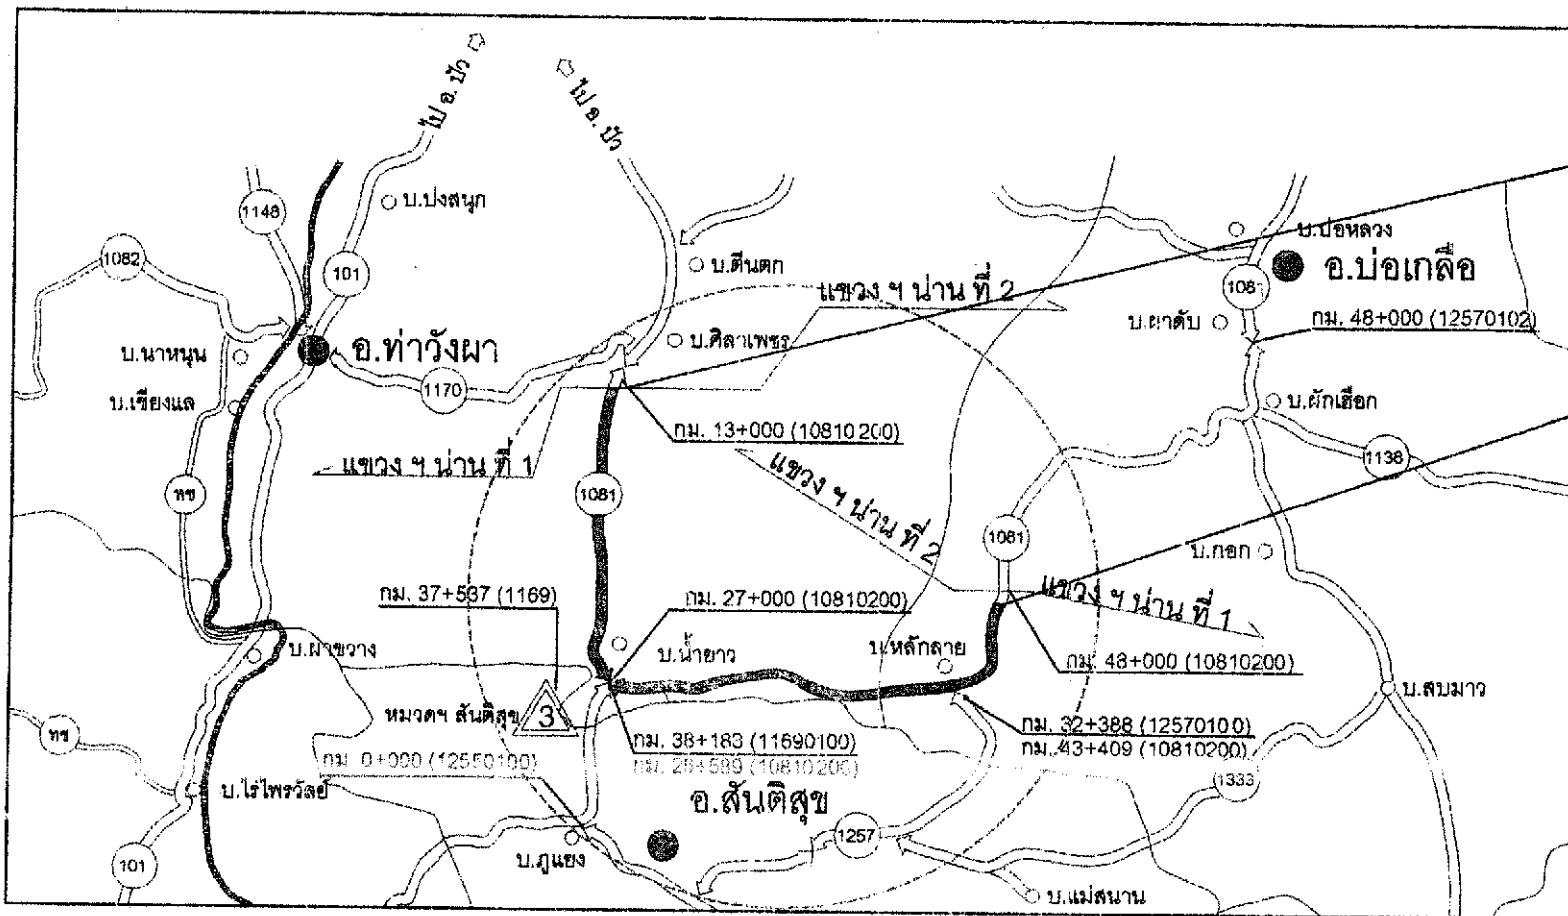 ไป อ. ปัว
ไป อ. ปัว
1148
บ.ปงสนุก
1082
101
บ.ตีนตก
บ.บ่อหลวง
อ.บ่อเกลือ
1081
แขวง ฯ น่าน ที่ 2
บ.ผาดับ
กม. 48+000 (12570102)
บ.นาหนุน
อ.ท่าวังผา
บ.ศิลาเพชร
1170
บ.เชียงแล
บ.ผักเฮือก
กม. 13+000 (10810200)
แขวง ฯ น่าน ที่ 1
แขวง ฯ น่าน ที่ 2
1138
ทช
1081
1081
บ.กอก
กม. 37+537 (1169)
กม. 27+000 (10810200)
แขวง ฯ น่าน ที่ 1
บ.ผาขวาง
บ.น้ำยาว
บ.หลักลาย
กม. 48+000 (10810200)
บ.สบมาว
หมวดฯ สันติสุข
3
ทช
กม. 38+183 (11690100)
กม. 32+388 (12570100)
กม. 0+000 (12550100)
กม. 28+589 (10810200)
กม. 43+409 (10810200)
บ.ไร่ไพรวัลย์
อ.สันติสุข
1333
101
บ.ภูแยง
1257
บ.แม่สนาน